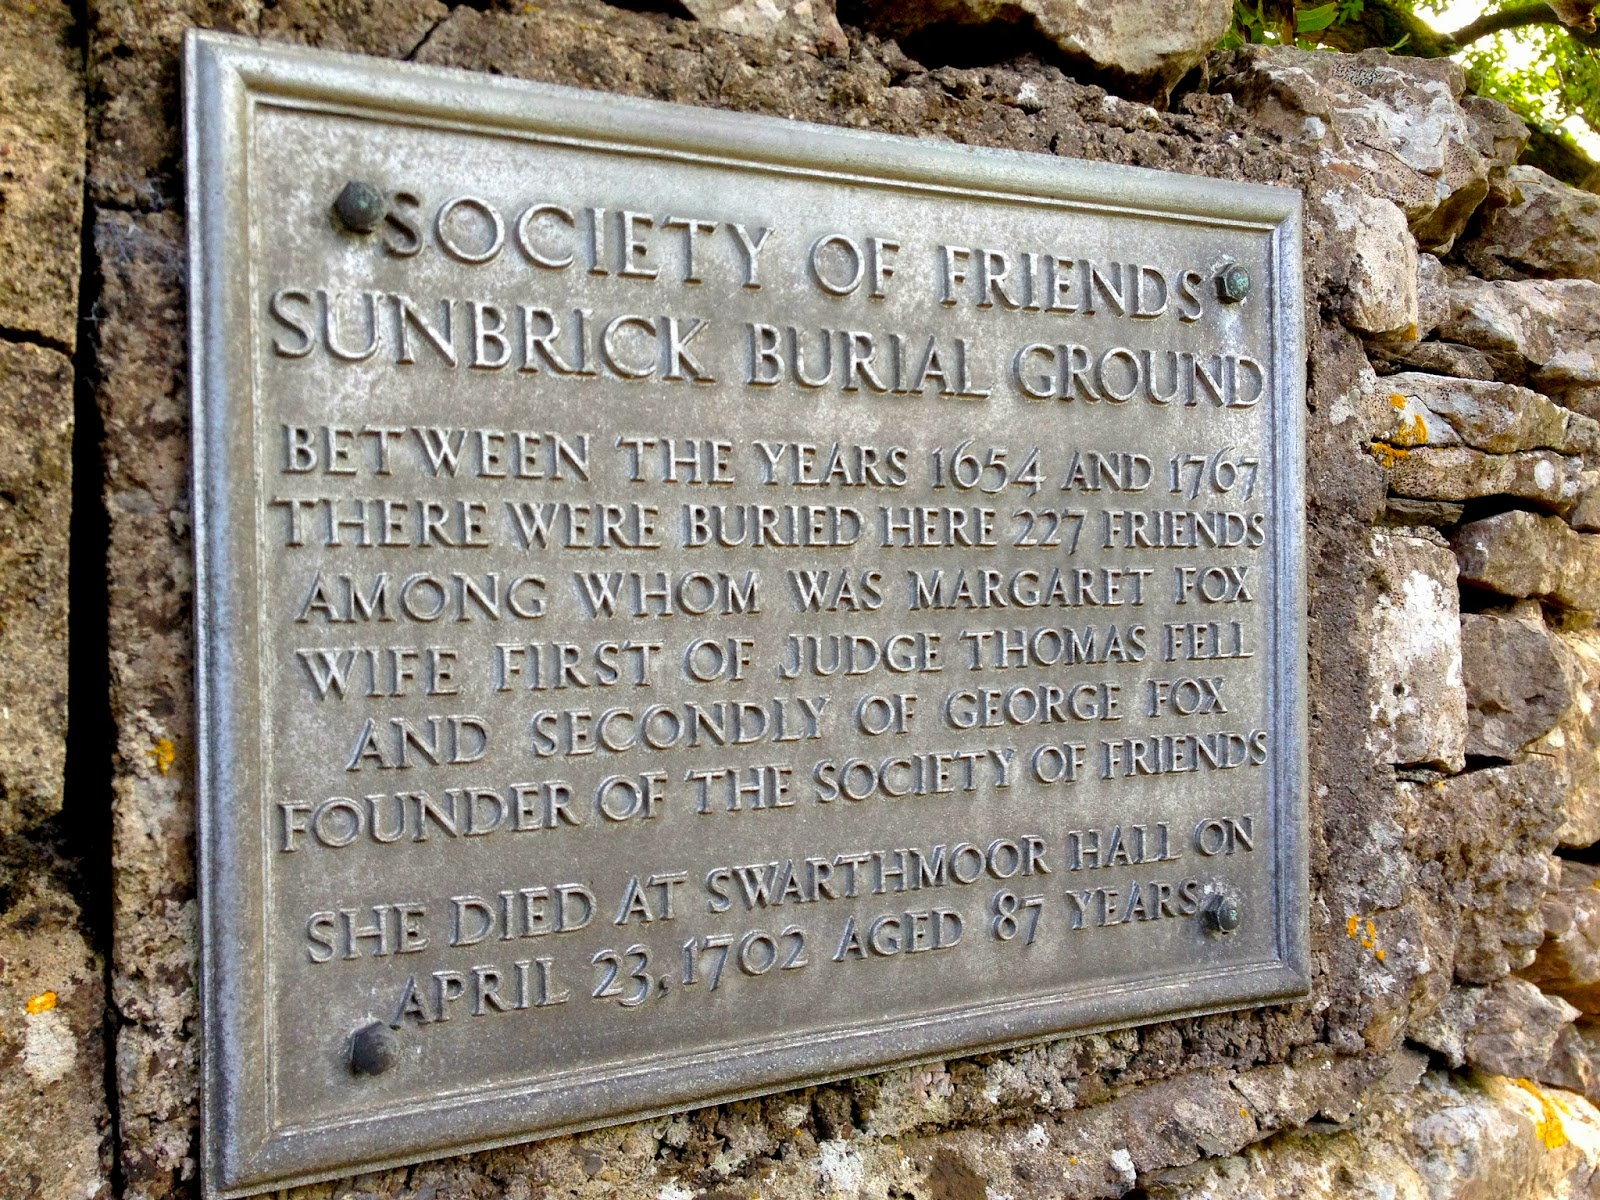 SOCIETY OF FRIENDS
SUNBRICK BURIAL GROUND
BETWEEN THE YEARS 1654 AND 1767
THERE WERE BURIED HERE 227 FRIENDS
AMONG WHOM WAS MARGARET FOX
WIFE FIRST OF JUDGE THOMAS FELL
AND SECONDLY OF GEORGE FOX
FOUNDER OF THE SOCIETY OF FRIENDS
SHE DIED AT SWARTHMOOR HALL ON
APRIL 23, 1702 AGED 87 YEARS